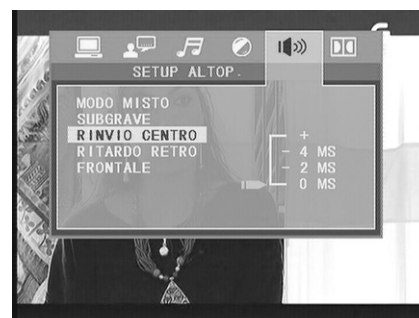 SETUP ALTOP.
MODO MISTO
SUBGRAVE
RINVIO CENTRO
RITARDO RETRO
FRONTALE
+
- 4 MS
- 2 MS
0 MS